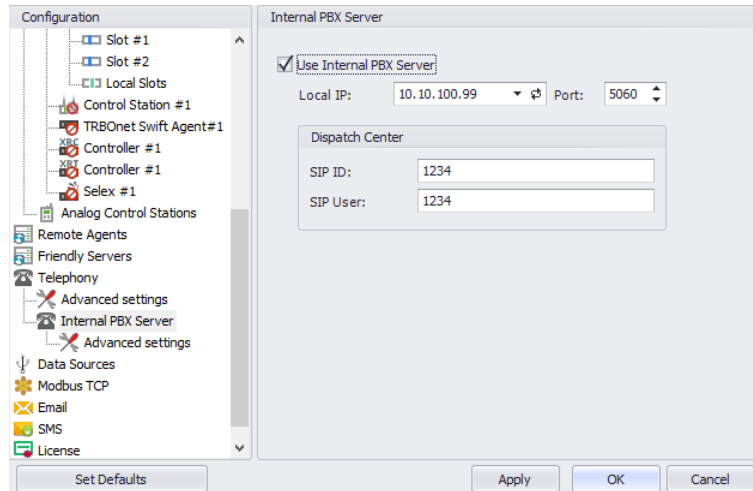 Configuration
Slot #1
Slot #2
Local Slots
Control Station #1
TRBOnet Swift Agent#1
XRC
Controller #1
XRT
Controller #1
Selex #1
Analog Control Stations
Remote Agents
Friendly Servers
Telephony
Advanced settings
Internal PBX Server
Advanced settings
Data Sources
Modbus TCP
Email
SMS
License
Internal PBX Server
Use Internal PBX Server
Local IP: 10.10.100.99 Port: 5060
Dispatch Center
SIP ID: 1234
SIP User: 1234
Set Defaults Apply OK Cancel